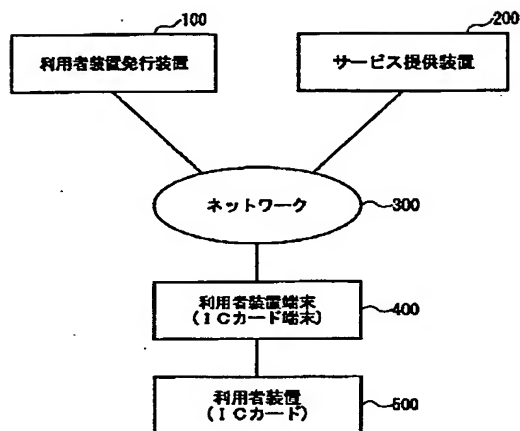 100
200
利用者装置発行装置
サービス提供装置
ネットワーク
300
利用者装置端末
(ICカード端末)
400
利用者装置
(ICカード)
500